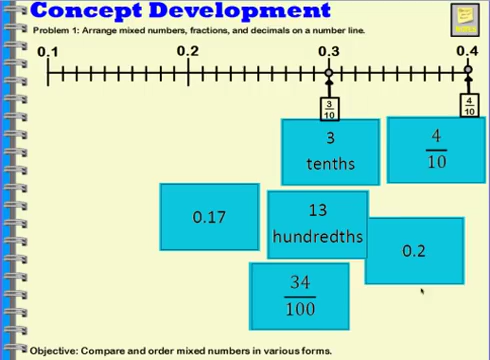 Concept Development
NOTES
Problem 1: Arrange mixed numbers, fractions, and decimals on a number line.
0.1 0.2 0.3 0.4
3/10
4/10
3
tenths
4/10
0.17
13
hundredths
0.2
34/100
Objective: Compare and order mixed numbers in various forms.